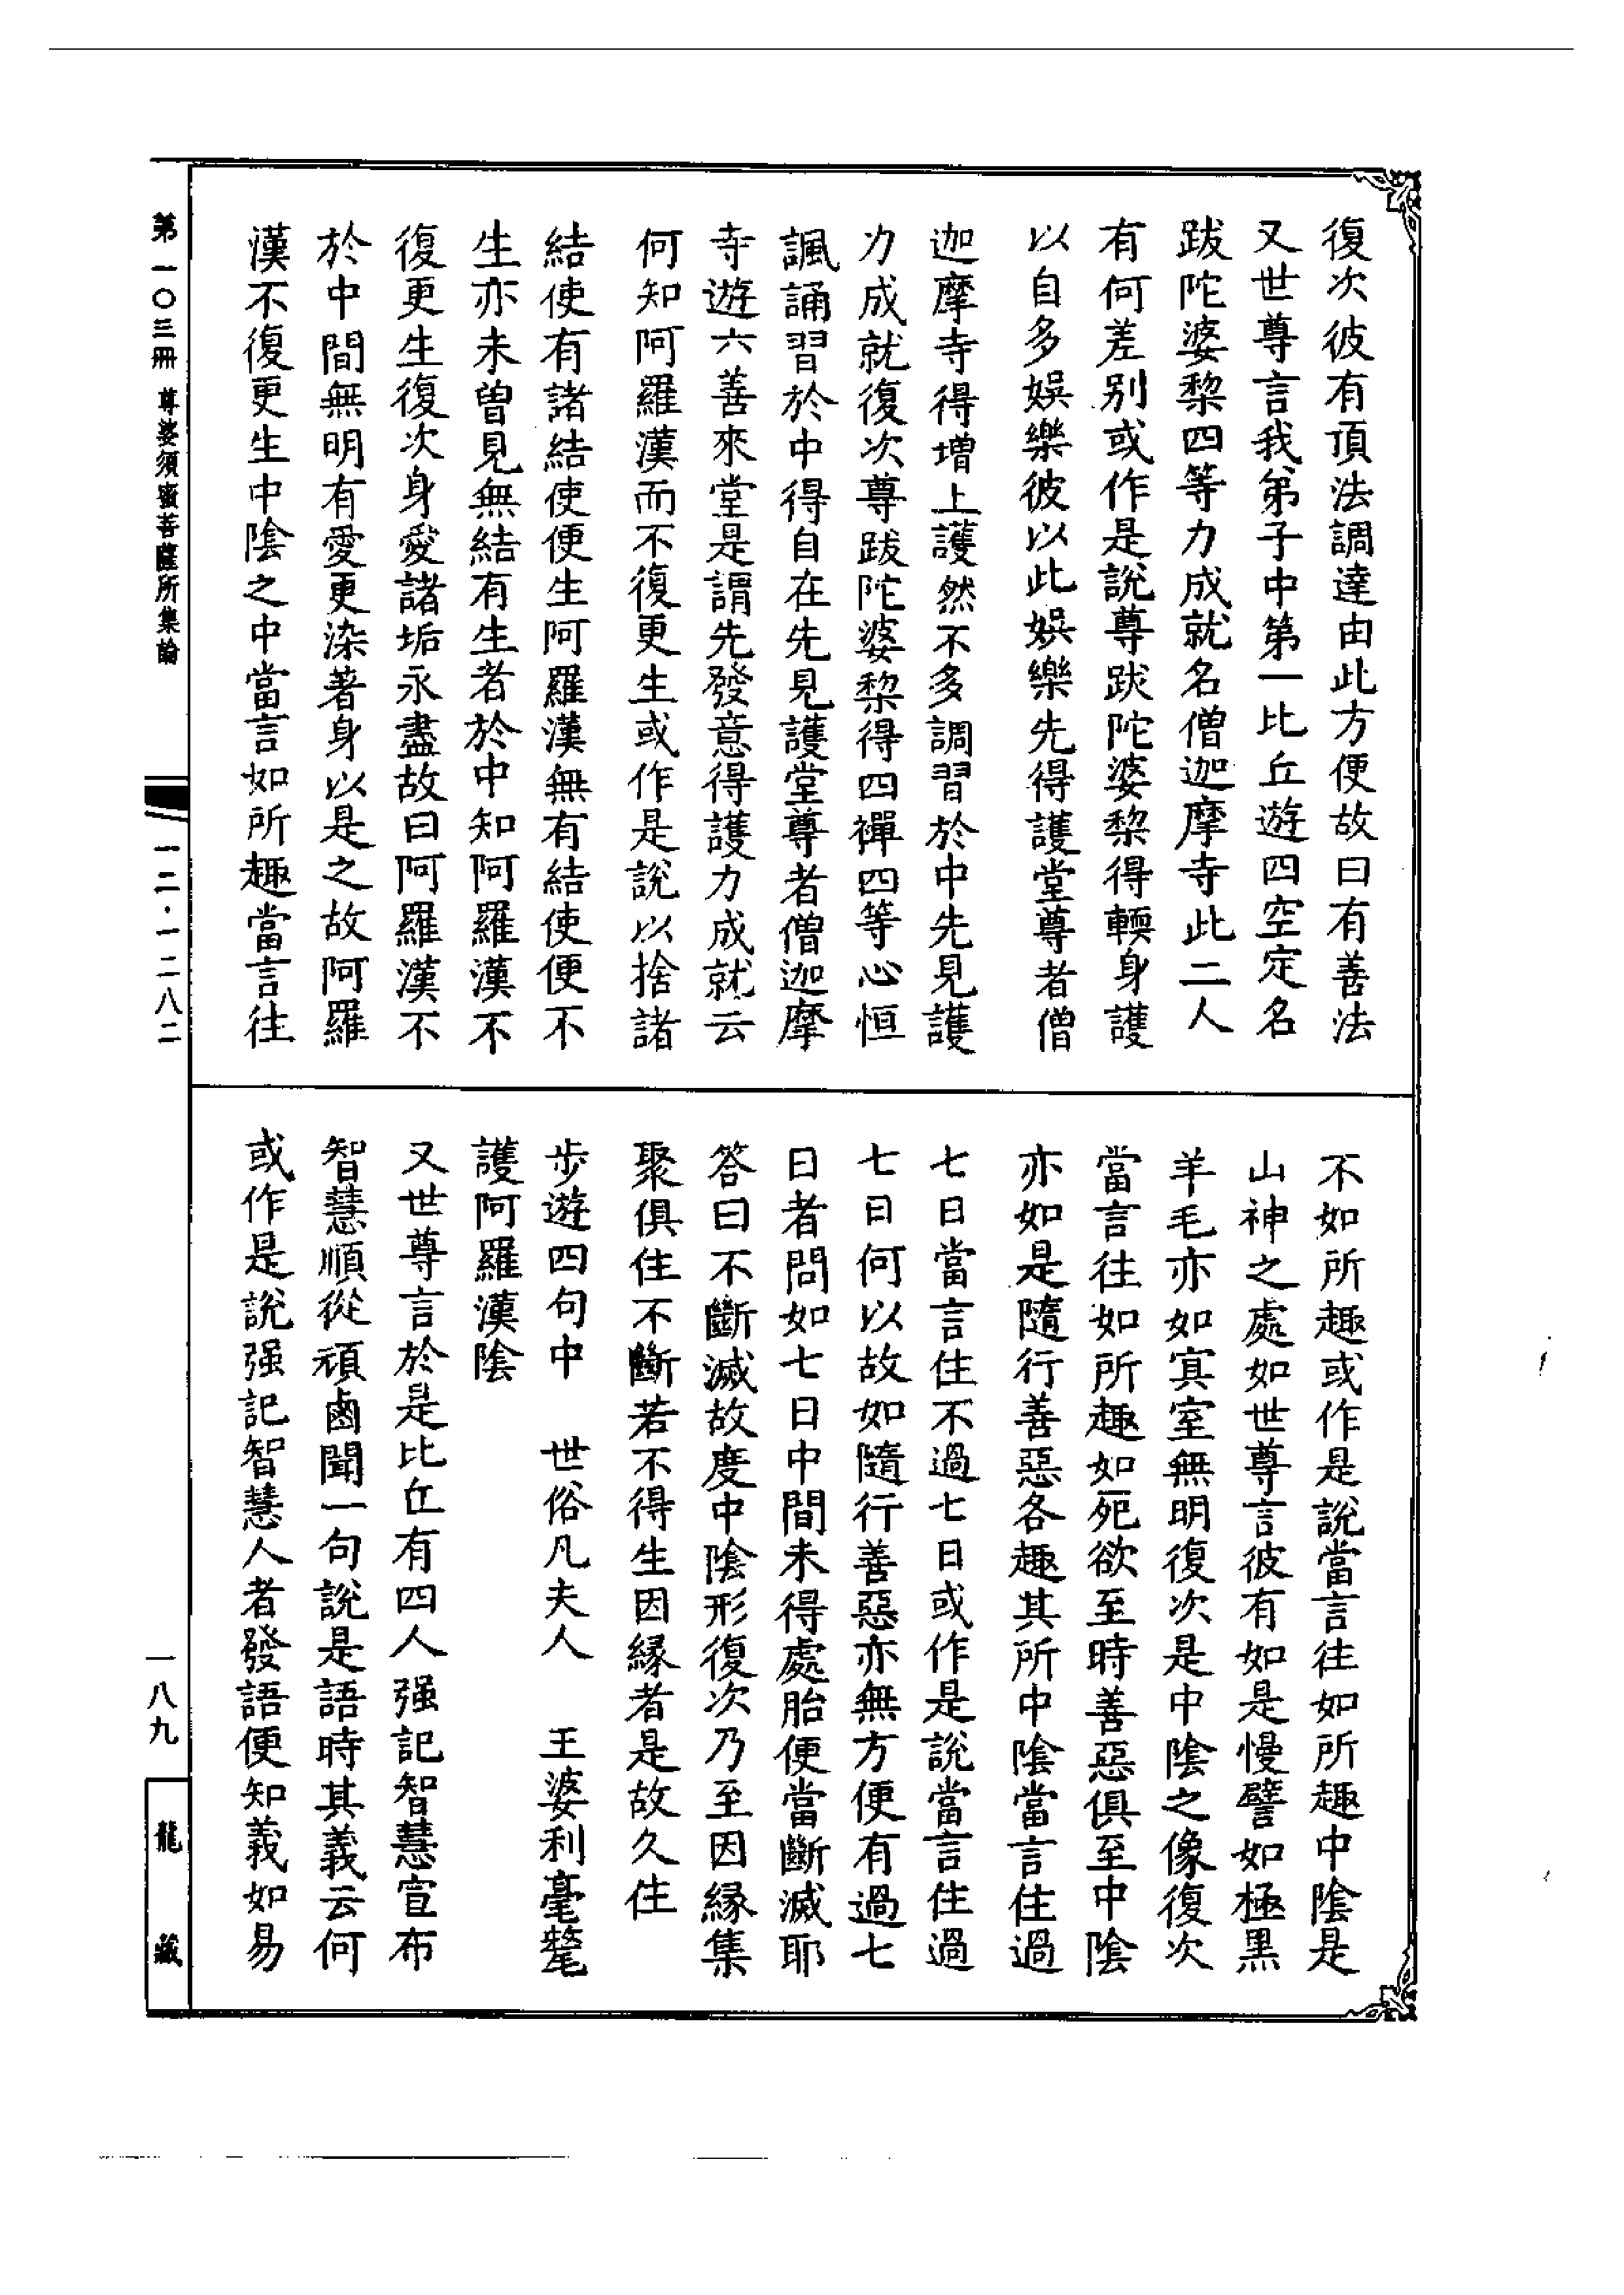 復次彼有頂法調達由此方便故曰有善法
又世尊言我弟子中第一比丘遊四空定名
跋陀婆犂四等力成就名僧迦摩寺此二人
有何差别或作是說尊跋陀婆犂得輭身護
以自多娛樂彼以此娛樂先得護堂尊者僧
迦摩寺得增上護然不多調習於中先見護
力成就復次尊跋陀婆犂得四禪四等心恒
諷誦習於中得自在先見護堂尊者僧迦摩
寺遊六善來堂是謂先發意得護力成就云
何知阿羅漢而不復更生或作是說以捨諸
結使有諸結使便生阿羅漢無有結使便不
生亦未曾見無結有生者於中知阿羅漢不
復更生復次身愛諸垢永盡故曰阿羅漢不
於中間無明有愛更染著身以是之故阿羅
漢不復更生中陰之中當言如所趣當言往
不如所趣或作是說當言往如所趣中陰是
山神之處如世尊言彼有如是慢譬如極黑
羊毛亦如寘室無明復次是中陰之像復次
當言往如所趣如死欲至時善惡俱至中陰
亦如是隨行善惡各趣其所中陰當言住過
七日當言住不過七日或作是說當言住過
七日何以故如隨行善惡亦無方便有過七
日者問如七日中間未得處胎便當斷滅耶
答曰不斷滅故度中陰形復次乃至因緣集
聚俱住不斷若不得生因緣者是故久住
步遊四句中 世俗凡夫人 王婆利毫氂
護阿羅漢陰
又世尊言於是比丘有四人强記智慧宣布
智慧順從頑鹵聞一句說是語時其義云何
或作是說强記智慧人者發語便知義如易
第一〇三冊 尊婆須蜜菩薩所集論
一二·一二八二
一八九
龍藏